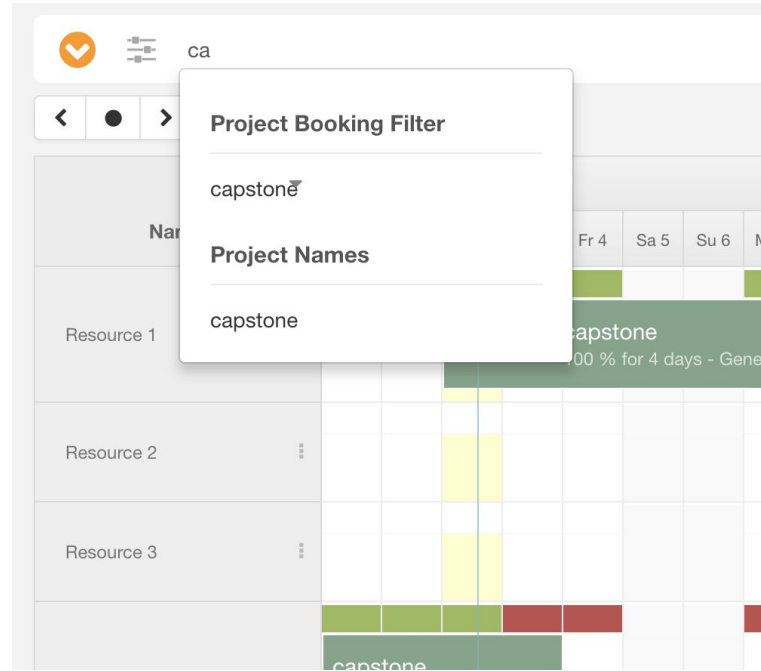 ca
Project Booking Filter
capstone
Project Names
capstone
Fr 4 Sa 5 Su 6
Resource 1
capstone
100 % for 4 days - Gene
Resource 2
Resource 3
capstone